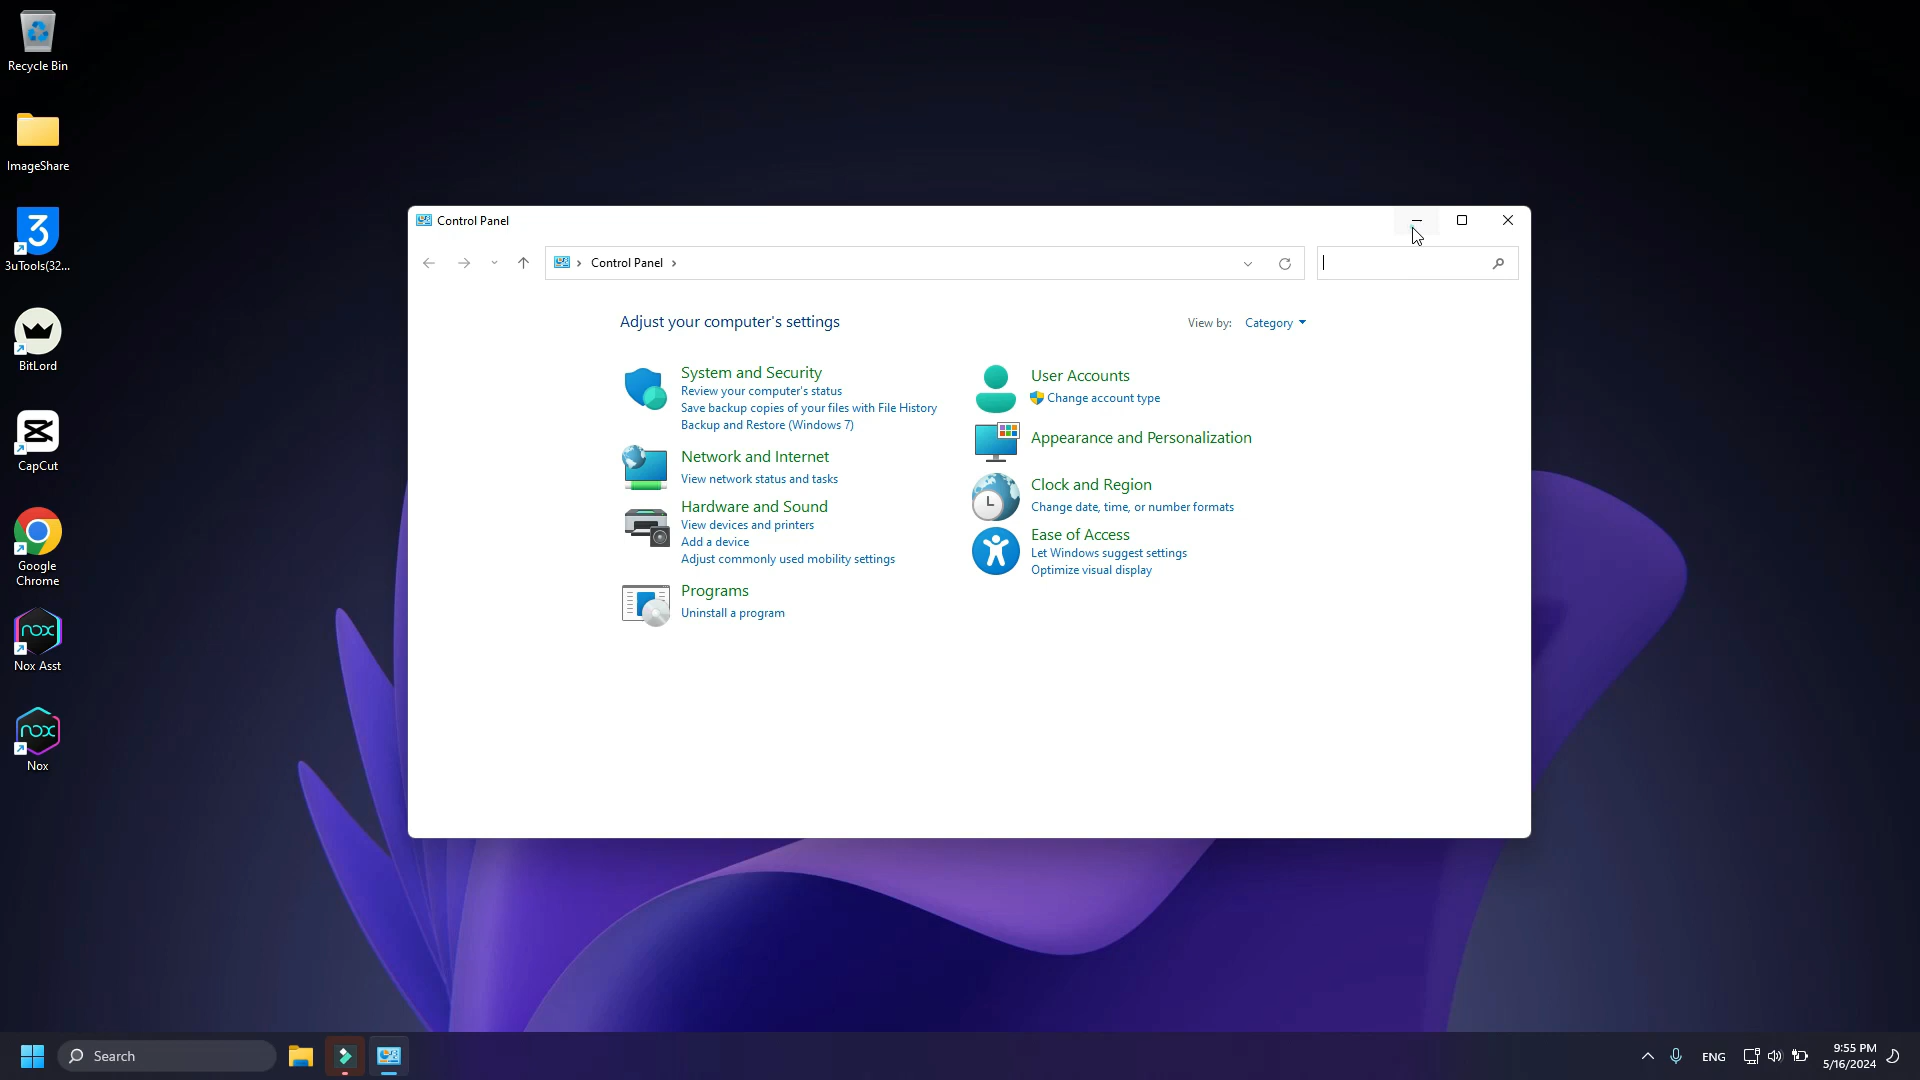 Recycle Bin
ImageShare
3uTools(32...
BitLord
CapCut
Google
Chrome
nox
Nox Asst
nox
Nox
Control Panel
Control Panel
Adjust your computer's settings
View by: Category
System and Security
Review your computer's status
Save backup copies of your files with File History
Backup and Restore (Windows 7)
Network and Internet
View network status and tasks
Hardware and Sound
View devices and printers
Add a device
Adjust commonly used mobility settings
Programs
Uninstall a program
User Accounts
Change account type
Appearance and Personalization
Clock and Region
Change date, time, or number formats
Ease of Access
Let Windows suggest settings
Optimize visual display
Search
ENG
9:55 PM
5/16/2024